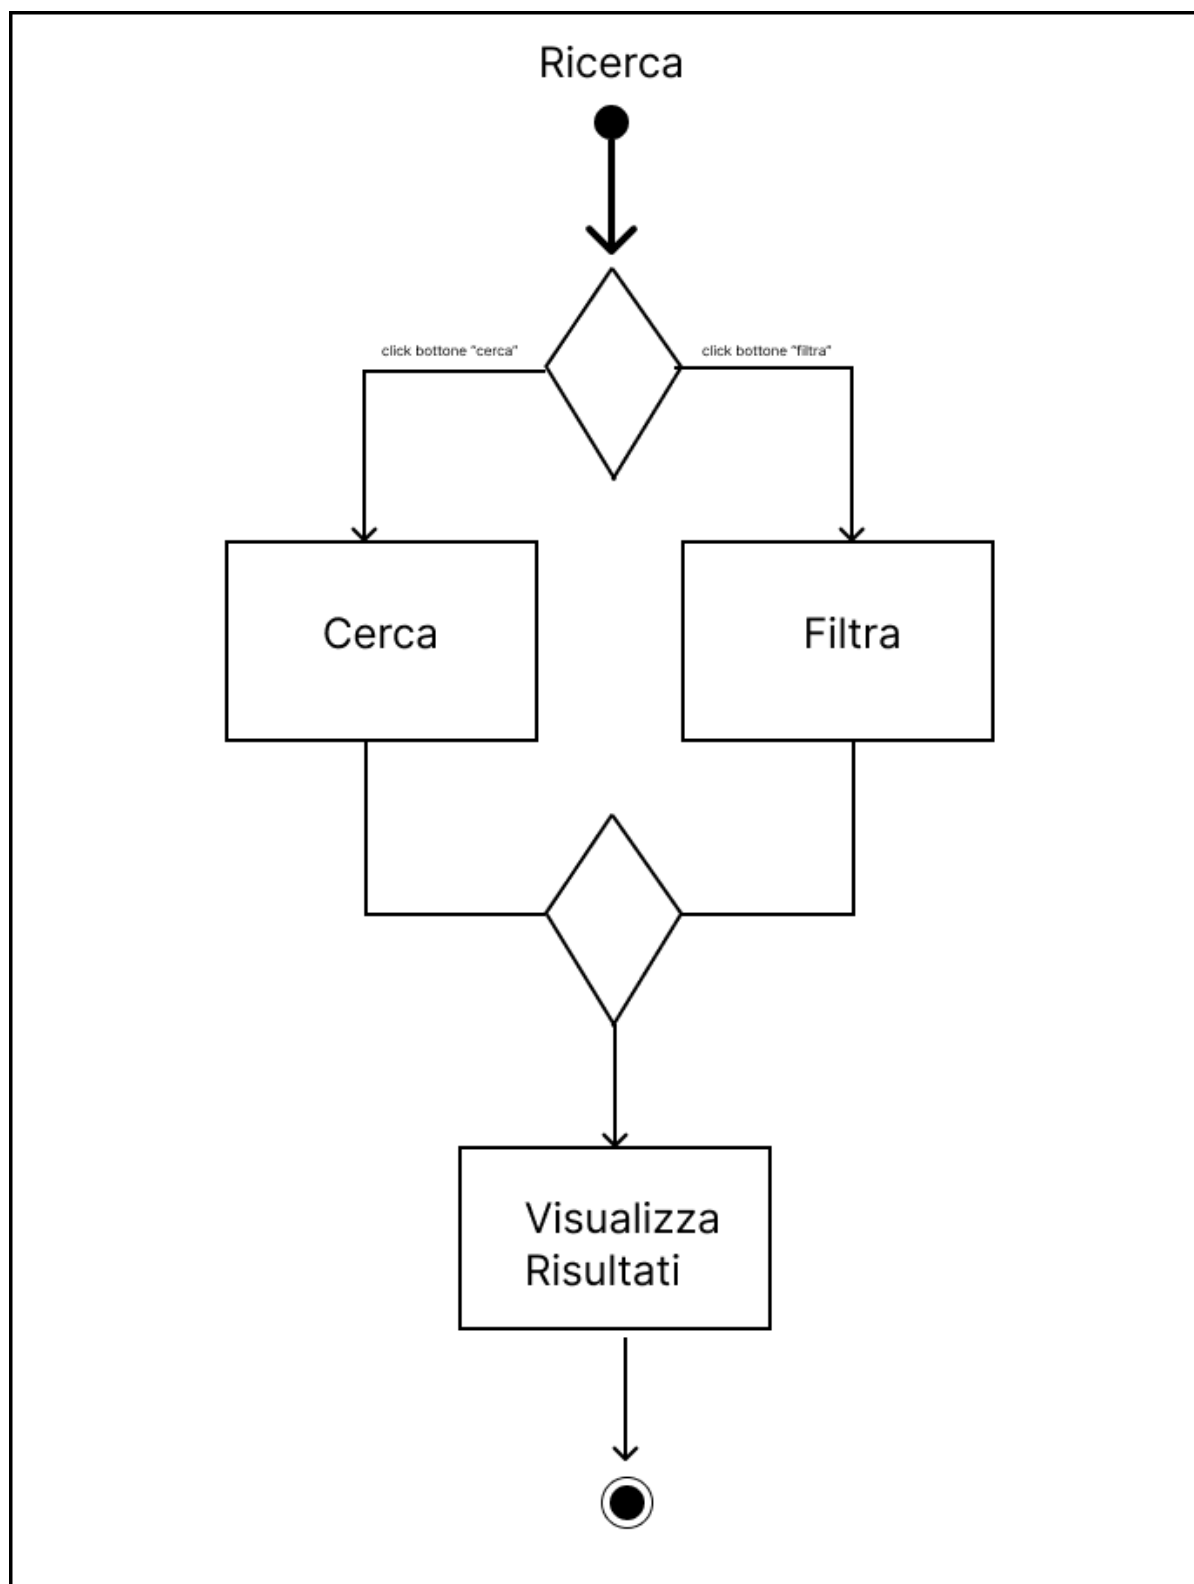 Ricerca
click bottone "cerca"
click bottone "filtra"
Cerca
Filtra
Visualizza
Risultati